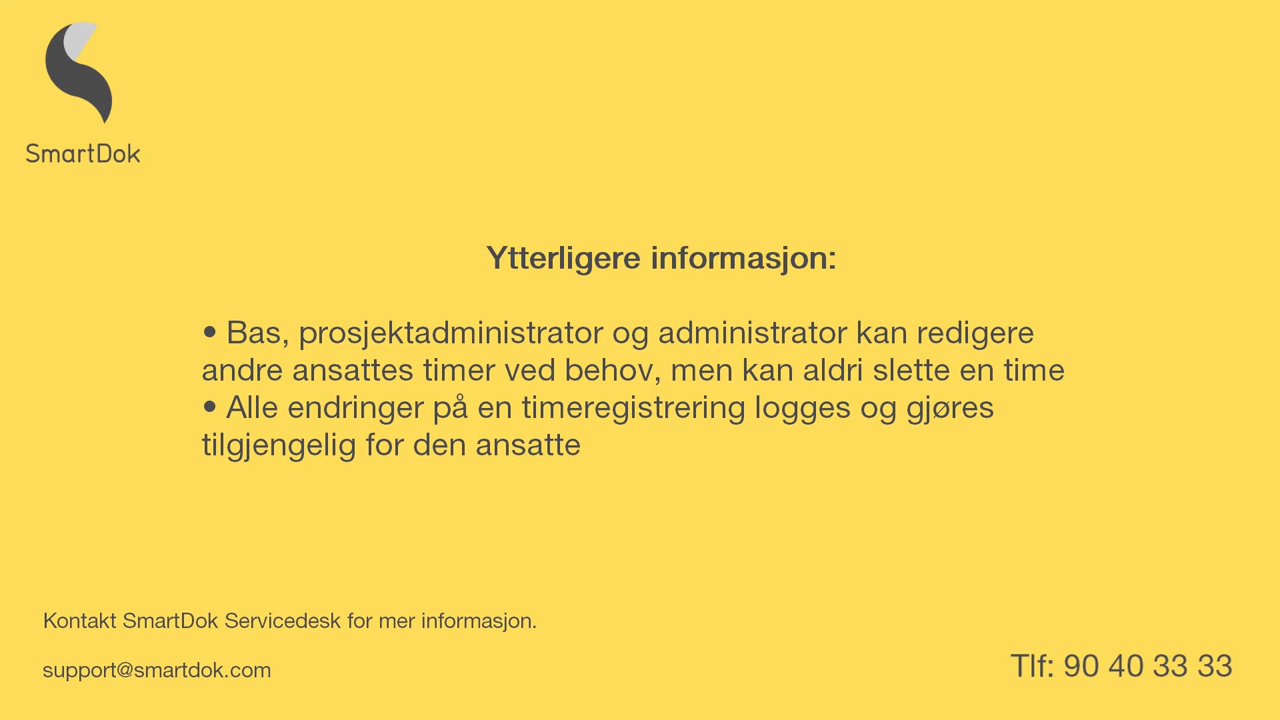 SmartDok
Ytterligere informasjon:
• Bas, prosjektadministrator og administrator kan redigere
andre ansattes timer ved behov, men kan aldri slette en time
• Alle endringer på en timeregistrering logges og gjøres
tilgjengelig for den ansatte
Kontakt SmartDok Servicedesk for mer informasjon.
support@smartdok.com
Tlf: 90 40 33 33